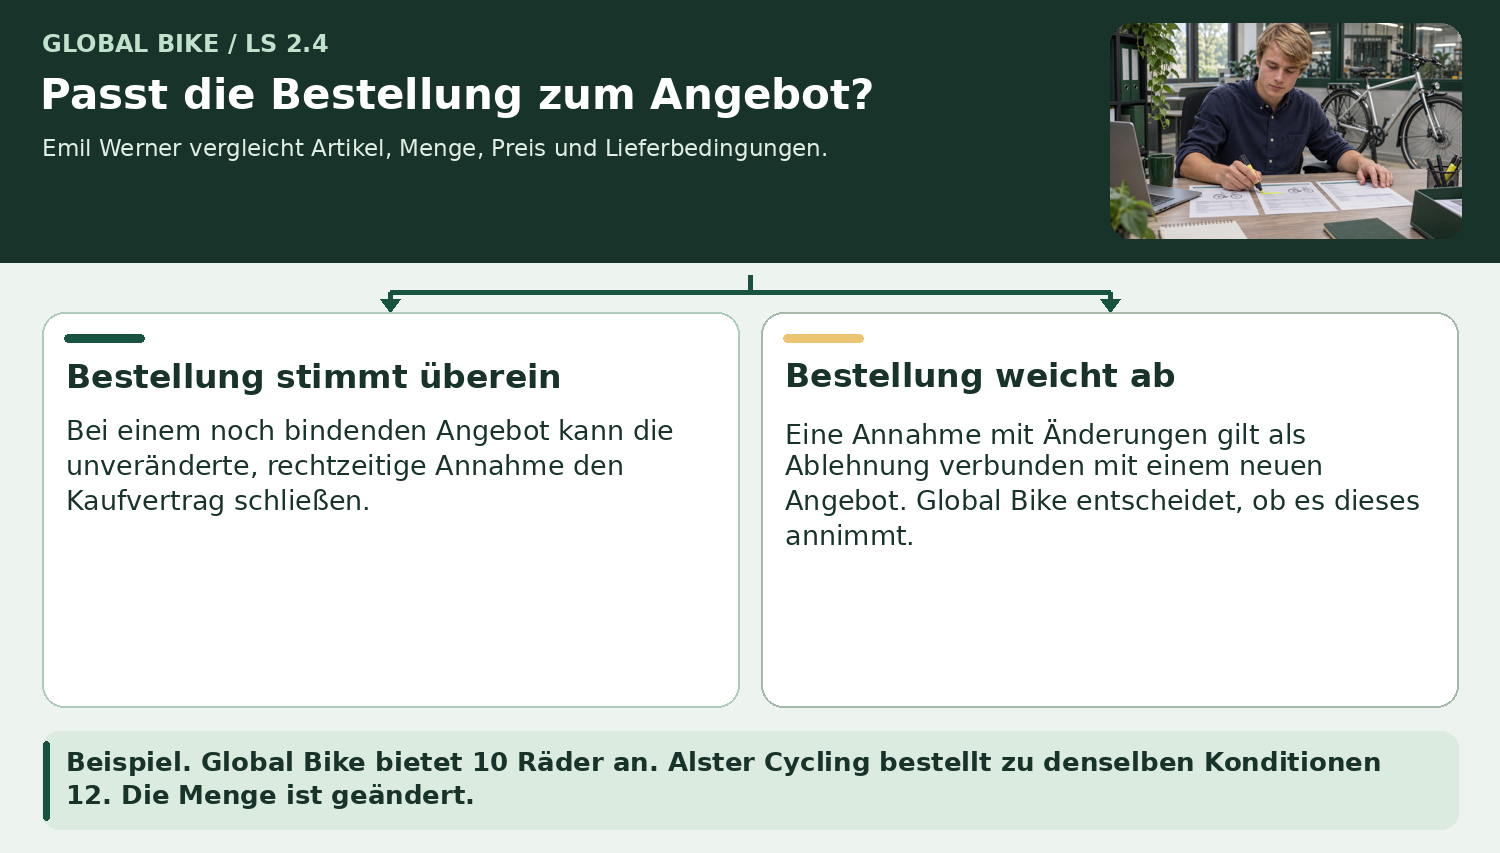 GLOBAL BIKE / LS 2.4
Passt die Bestellung zum Angebot?
Emil Werner vergleicht Artikel, Menge, Preis und Lieferbedingungen.
Bestellung stimmt überein
Bei einem noch bindenden Angebot kann die
unveränderte, rechtzeitige Annahme den
Kaufvertrag schließen.
Bestellung weicht ab
Eine Annahme mit Änderungen gilt als
Ablehnung verbunden mit einem neuen
Angebot. Global Bike entscheidet, ob es dieses
annimmt.
Beispiel. Global Bike bietet 10 Räder an. Alster Cycling bestellt zu denselben Konditionen
12. Die Menge ist geändert.